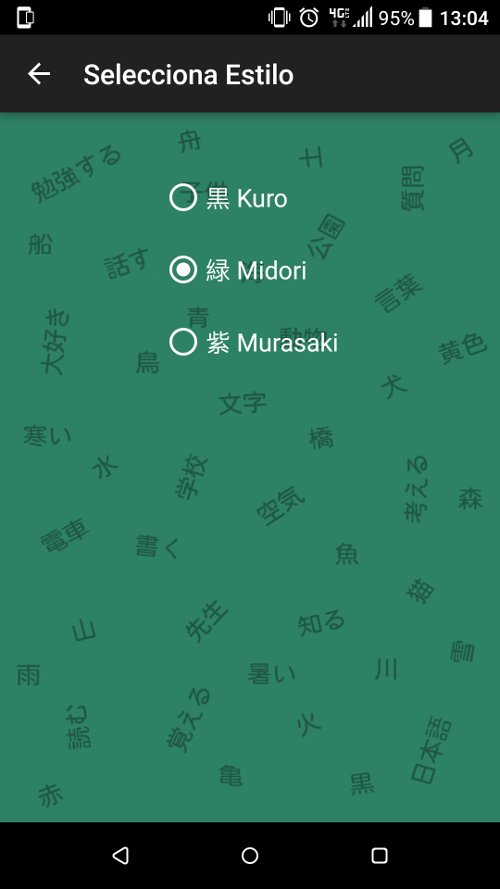 95% 13:04
Selecciona Estilo
勉強する
舟
士
月
質問
黒 Kuro
船
話す
公園
緑 Midori
言葉
大好き
青
動物
紫 Murasaki
鳥
黄色
犬
文字
寒い
橋
水
学校
考える
空気
森
電車
書く
魚
猫
山
先生
知る
雪
雨
暑い
川
読む
覚える
火
日本語
亀
黒
赤